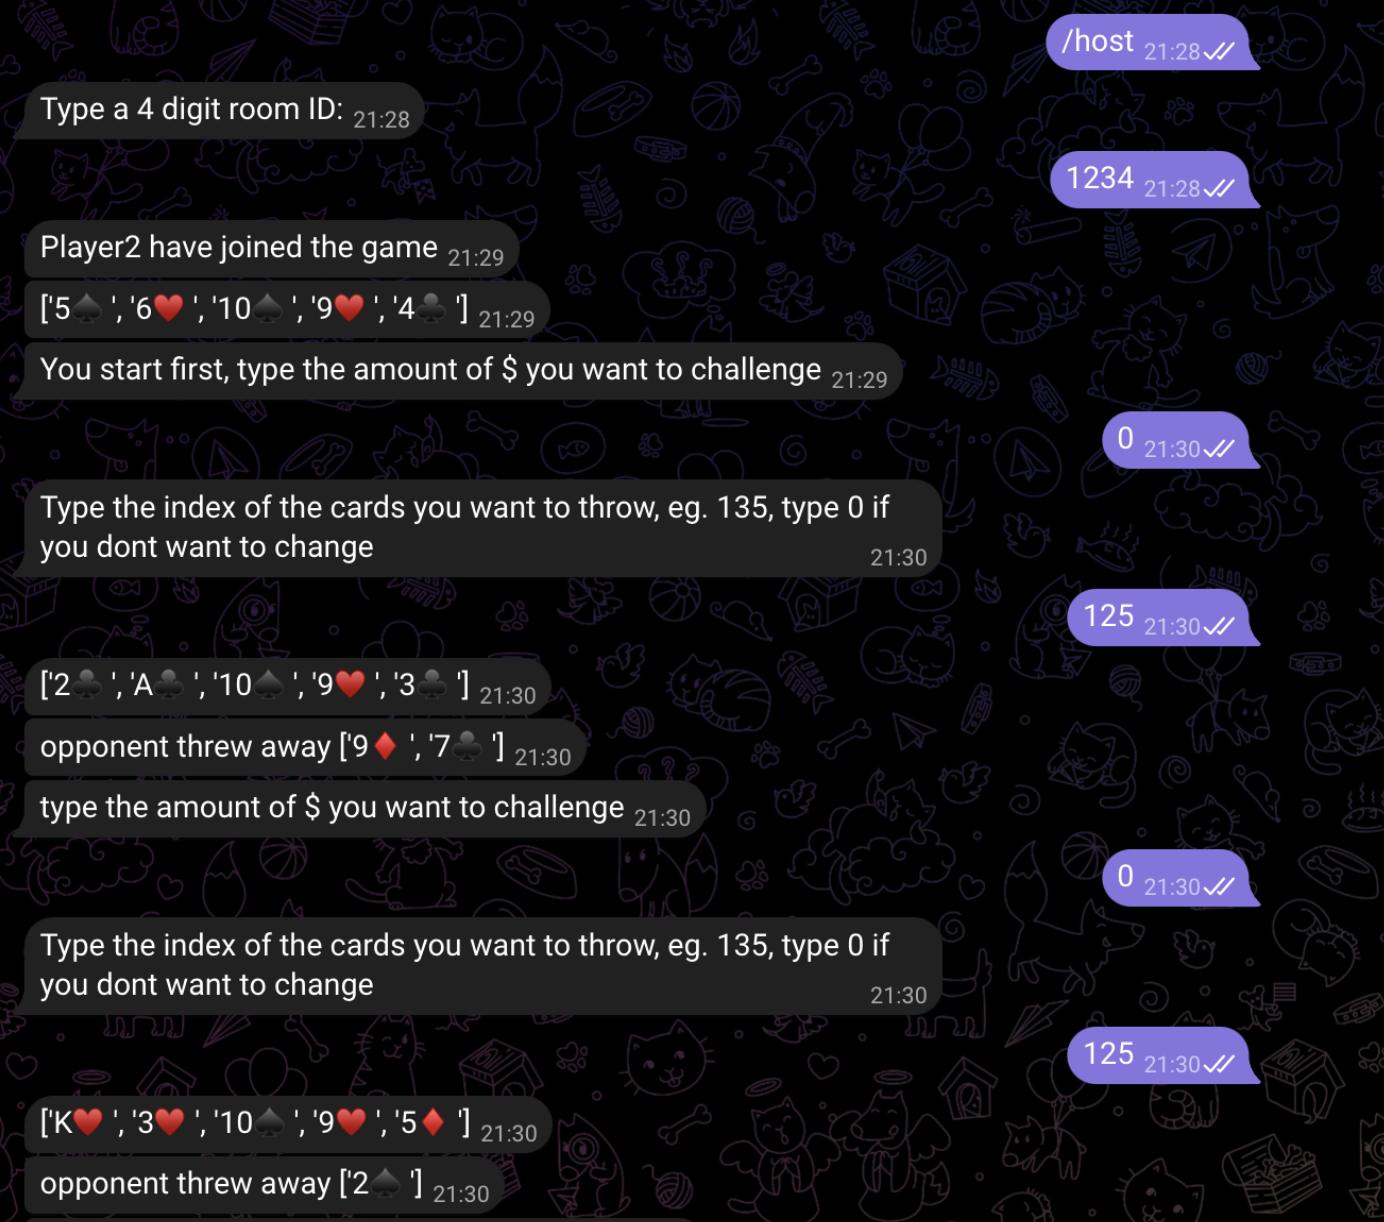 /host 21:28
Type a 4 digit room ID: 21:28
1234 21:28
Player2 have joined the game 21:29
['5♠️ ', '6♥️ ', '10♠️ ', '9♥️ ', '4♣️ '] 21:29
You start first, type the amount of $ you want to challenge 21:29
0 21:30
Type the index of the cards you want to throw, eg. 135, type 0 if
you dont want to change 21:30
125 21:30
['2♣️ ', 'A♣️ ', '10♠️ ', '9♥️ ', '3♣️ '] 21:30
opponent threw away ['9♦️ ', '7♣️ '] 21:30
type the amount of $ you want to challenge 21:30
0 21:30
Type the index of the cards you want to throw, eg. 135, type 0 if
you dont want to change 21:30
125 21:30
['K♥️ ', '3♥️ ', '10♠️ ', '9♥️ ', '5♦️ '] 21:30
opponent threw away ['2♠️ '] 21:30